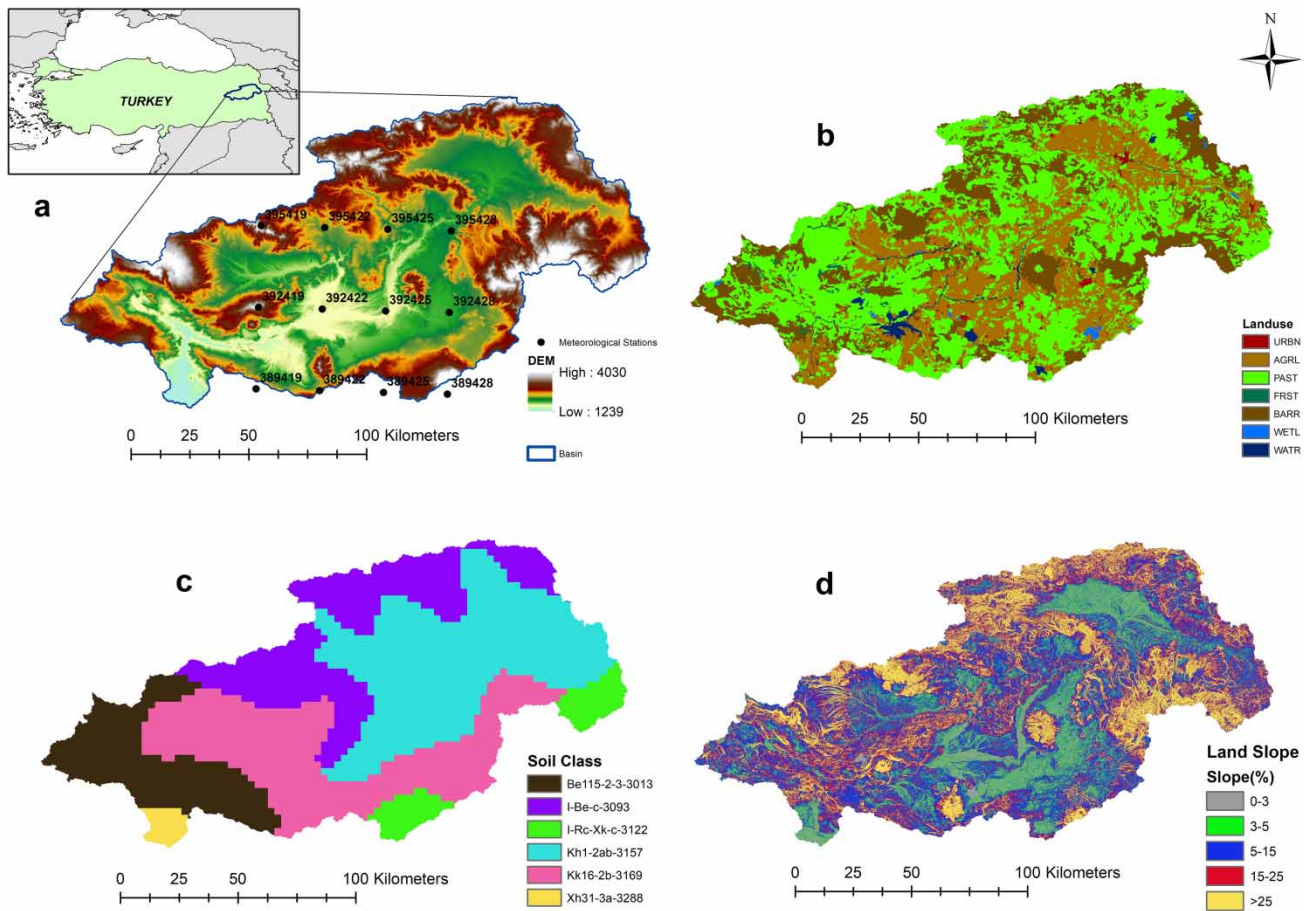 TURKEY
N
a
395419
395422
395425
395428
392419
392422
392425
392428
389419
389422
389425
389428
Meteorological Stations
DEM
High : 4030
Low : 1239
Basin
0 25 50 100 Kilometers
b
Landuse
URBN
AGRL
PAST
FRST
BARR
WETL
WATR
0 25 50 100 Kilometers
c
Soil Class
Be115-2-3-3013
I-Be-c-3093
I-Rc-Xk-c-3122
Kh1-2ab-3157
Kk16-2b-3169
Xh31-3a-3288
0 25 50 100 Kilometers
d
Land Slope
Slope(%)
0-3
3-5
5-15
15-25
>25
0 25 50 100 Kilometers